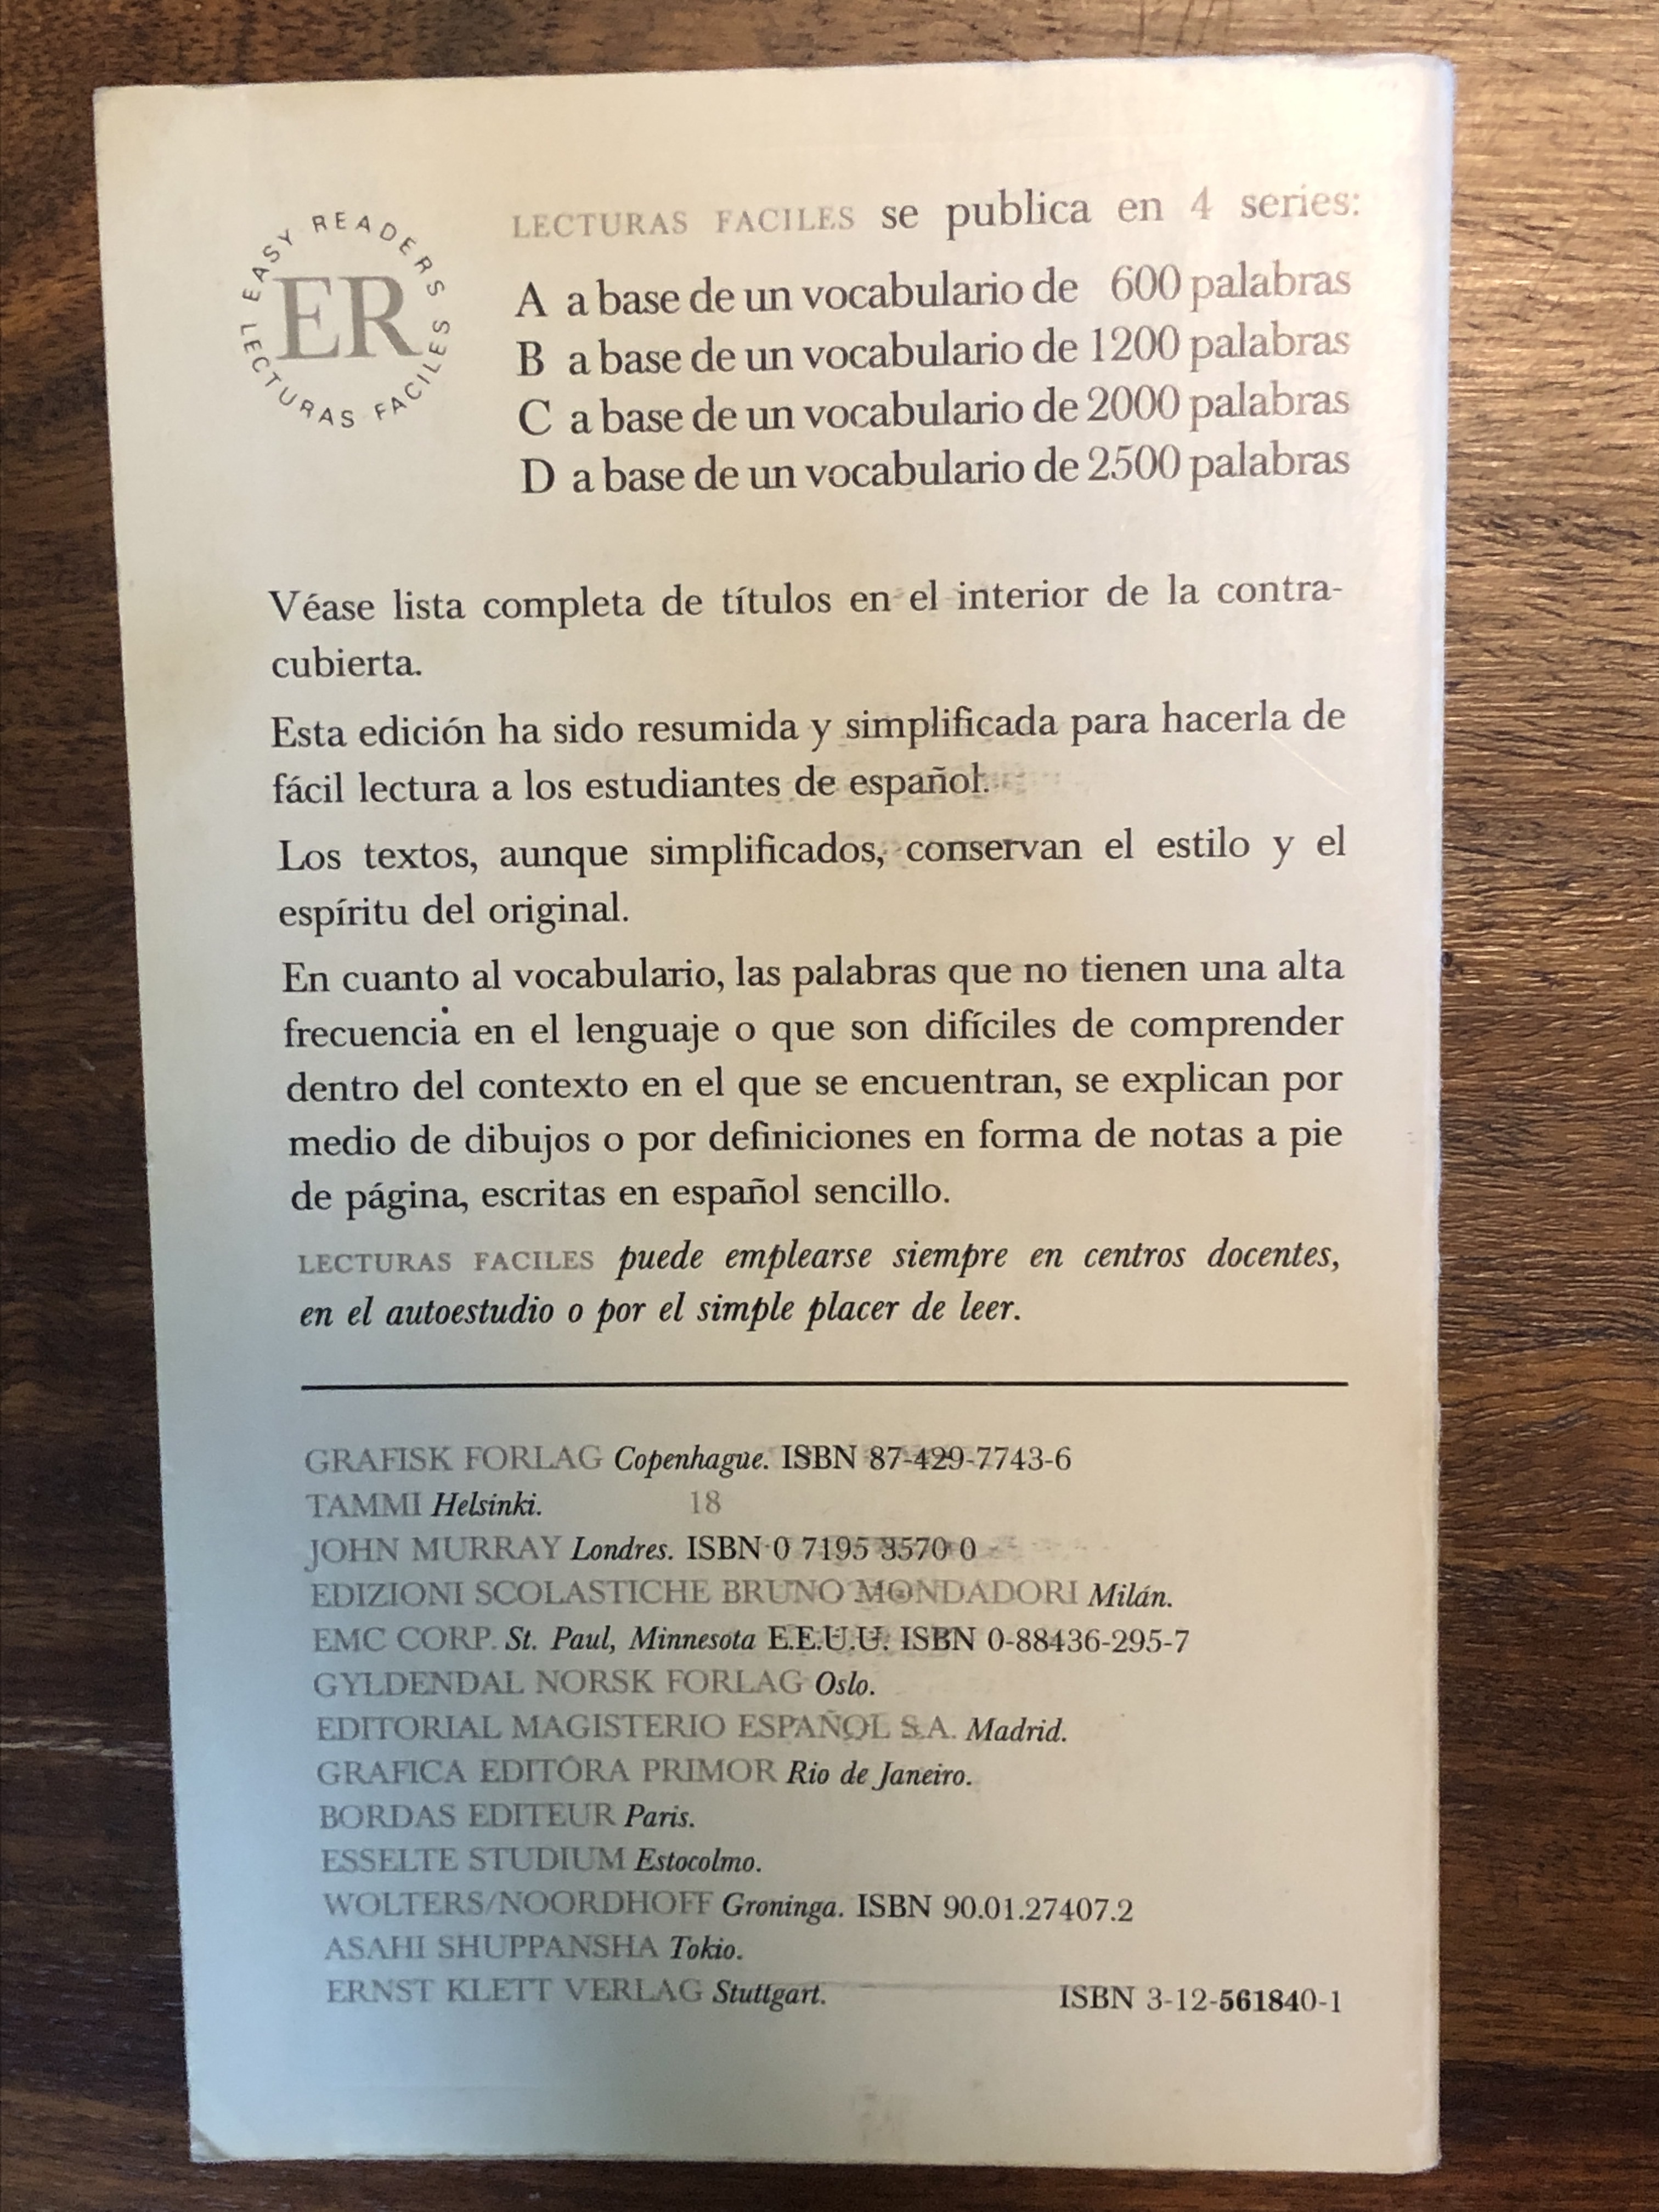 EASY READERS
ER
LECTURAS FACILES
LECTURAS FACILES se publica en 4 series:
A a base de un vocabulario de 600 palabras
B a base de un vocabulario de 1200 palabras
C a base de un vocabulario de 2000 palabras
D a base de un vocabulario de 2500 palabras
Véase lista completa de títulos en el interior de la contra-
cubierta.
Esta edición ha sido resumida y simplificada para hacerla de
fácil lectura a los estudiantes de español.
Los textos, aunque simplificados, conservan el estilo y el
espíritu del original.
En cuanto al vocabulario, las palabras que no tienen una alta
frecuencia en el lenguaje o que son difíciles de comprender
dentro del contexto en el que se encuentran, se explican por
medio de dibujos o por definiciones en forma de notas a pie
de página, escritas en español sencillo.
LECTURAS FACILES puede emplearse siempre en centros docentes,
en el autoestudio o por el simple placer de leer.
GRAFISK FORLAG Copenhague. ISBN 87-429-7743-6
TAMMI Helsinki. 18
JOHN MURRAY Londres. ISBN 0 7195 3570 0
EDIZIONI SCOLASTICHE BRUNO MONDADORI Milán.
EMC CORP. St. Paul, Minnesota E.E.U.U. ISBN 0-88436-295-7
GYLDENDAL NORSK FORLAG Oslo.
EDITORIAL MAGISTERIO ESPAÑOL S.A. Madrid.
GRAFICA EDITÔRA PRIMOR Rio de Janeiro.
BORDAS EDITEUR Paris.
ESSELTE STUDIUM Estocolmo.
WOLTERS/NOORDHOFF Groninga. ISBN 90.01.27407.2
ASAHI SHUPPANSHA Tokio.
ERNST KLETT VERLAG Stuttgart. ISBN 3-12-561840-1